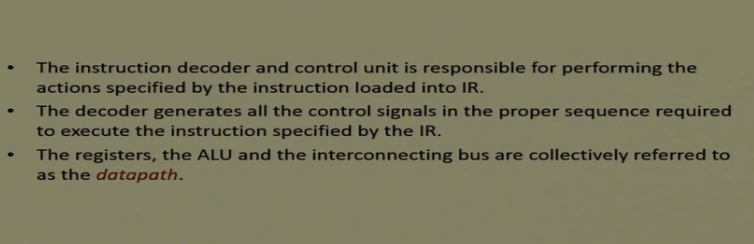 • The instruction decoder and control unit is responsible for performing the
actions specified by the instruction loaded into IR.
• The decoder generates all the control signals in the proper sequence required
to execute the instruction specified by the IR.
• The registers, the ALU and the interconnecting bus are collectively referred to
as the datapath.